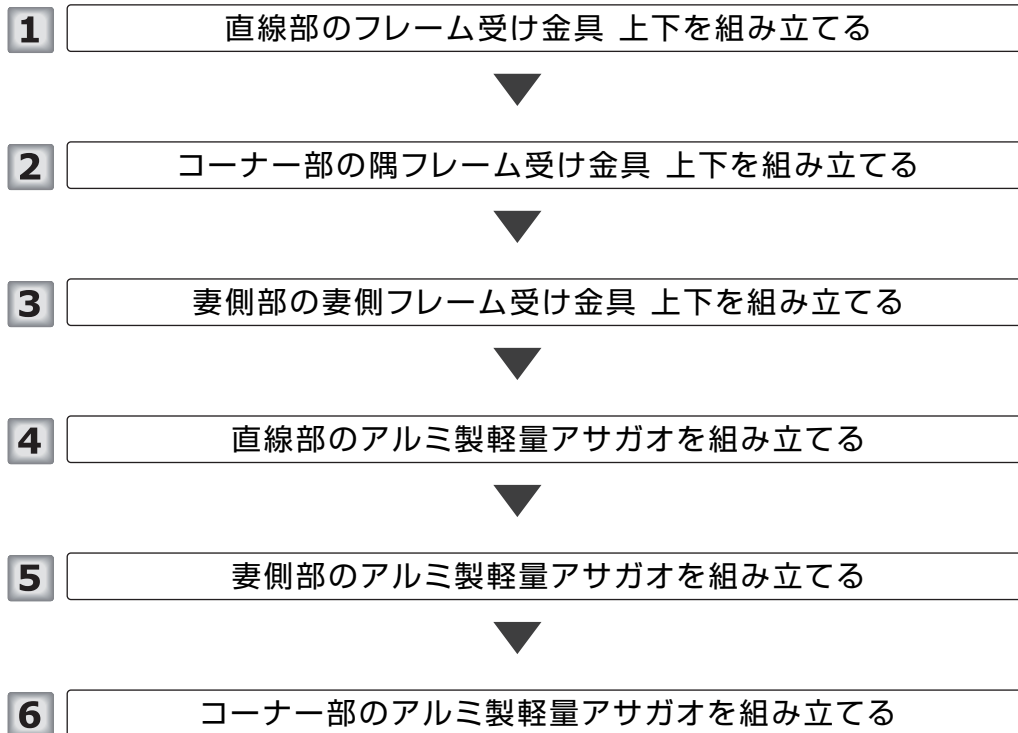 1 直線部のフレーム受け金具 上下を組み立てる
2 コーナー部の隅フレーム受け金具 上下を組み立てる
3 妻側部の妻側フレーム受け金具 上下を組み立てる
4 直線部のアルミ製軽量アサガオを組み立てる
5 妻側部のアルミ製軽量アサガオを組み立てる
6 コーナー部のアルミ製軽量アサガオを組み立てる